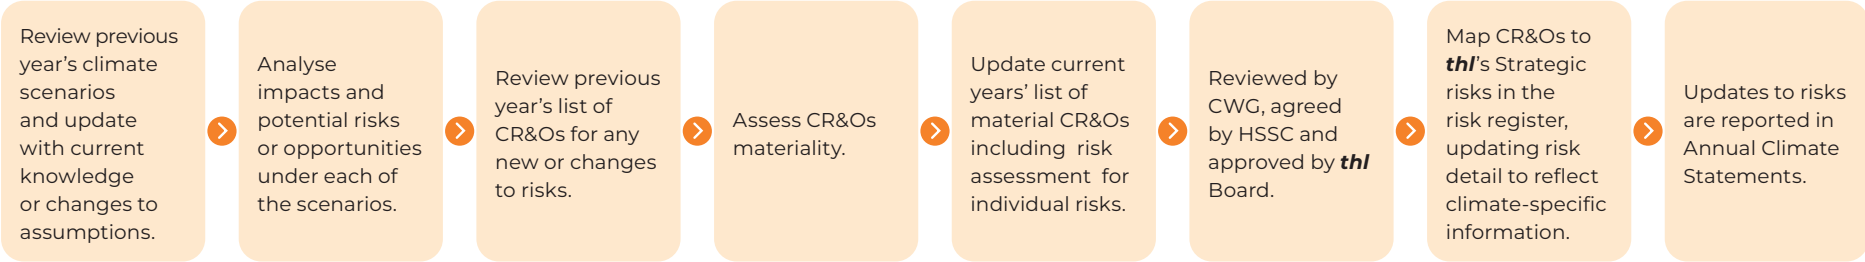 Review previous
year's climate
scenarios
and update
with current
knowledge
or changes to
assumptions.
Analyse
impacts and
potential risks
or opportunities
under each of
the scenarios.
Review previous
year's list of
CR&Os for any
new or changes
to risks.
Assess CR&Os
materiality.
Update current
years' list of
material CR&Os
including risk
assessment for
individual risks.
Reviewed by
CWG, agreed
by HSSC and
approved by thl
Board.
Map CR&Os to
thl's Strategic
risks in the
risk register,
updating risk
detail to reflect
climate-specific
information.
Updates to risks
are reported in
Annual Climate
Statements.